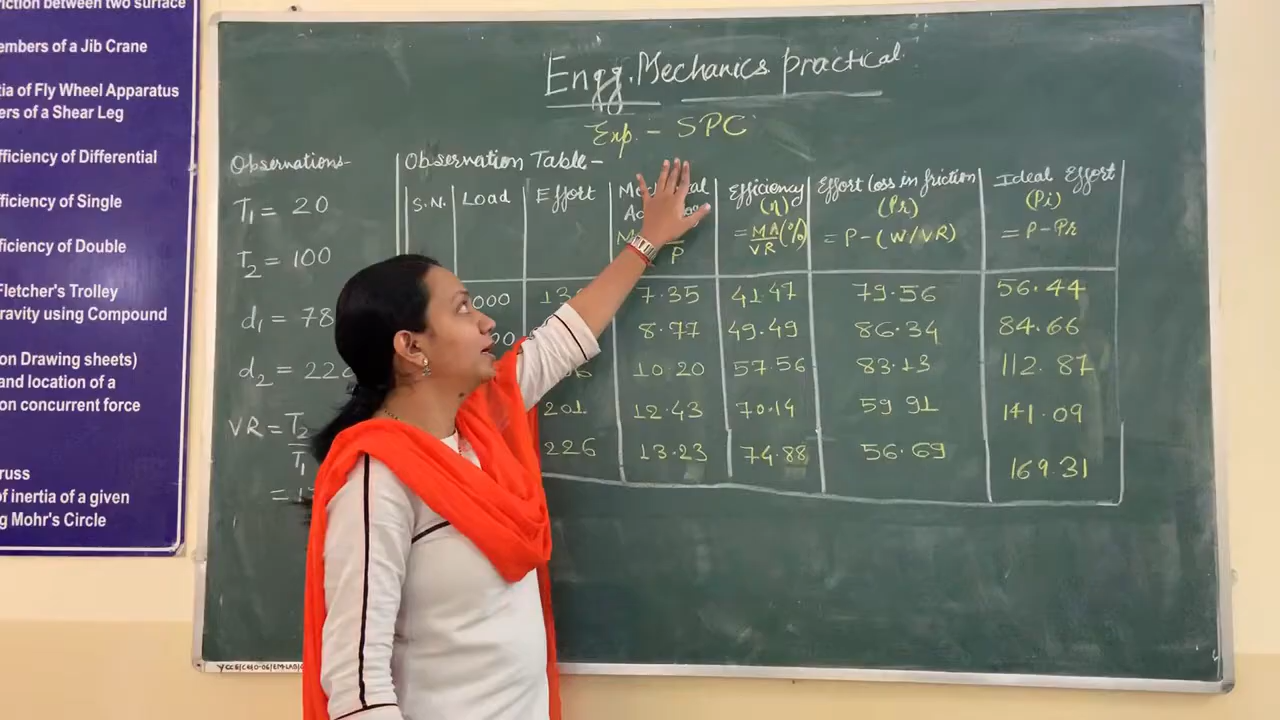 riction between two surface
embers of a Jib Crane
tia of Fly Wheel Apparatus
ers of a Shear Leg
fficiency of Differential
fficiency of Single
fficiency of Double
Fletcher's Trolley
ravity using Compound
on Drawing sheets)
and location of a
on concurrent force
russ
of inertia of a given
g Mohr's Circle
Engg. Mechanics practical
Exp. - SPC
Observations-
T1 = 20
T2 = 100
d1 = 78
d2 = 22
VR = T2
T1
=
Observation Table-
S.N. Load Effort Efficiency Effort loss in friction Ideal Effort
(η) (Pr) (Pi)
P = MA/VR (%) = P-(W/VR) = P-Pr
000 13 7.35 41.47 79.56 56.44
8.77 49.49 86.34 84.66
10.20 57.56 83.13 112.87
201 12.43 70.14 59.91 141.09
226 13.23 74.88 56.69 169.31